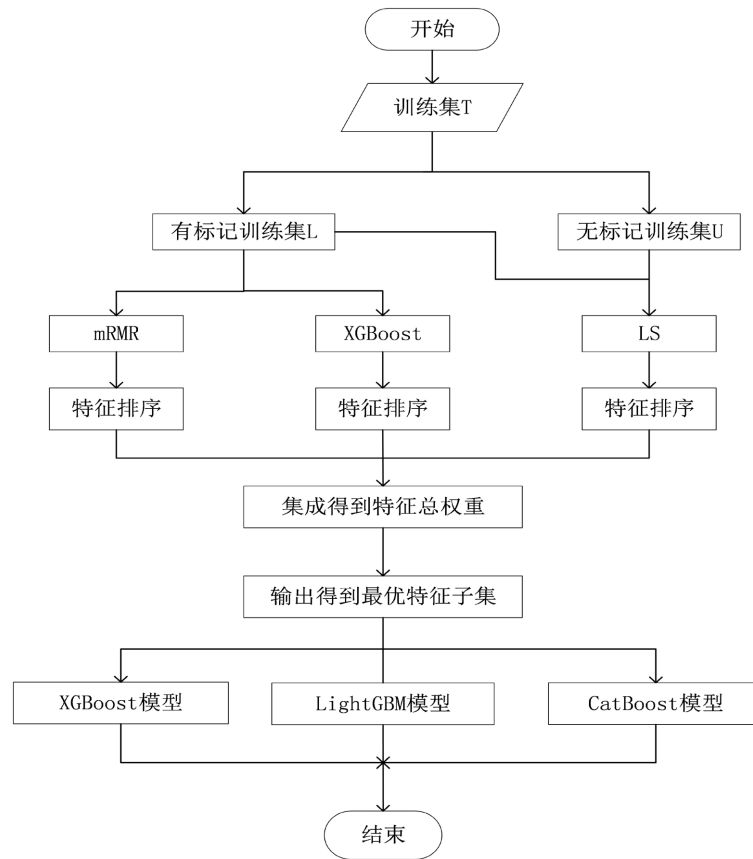 开始
训练集T
有标记训练集L
无标记训练集U
mRMR
XGBoost
LS
特征排序
特征排序
特征排序
集成得到特征总权重
输出得到最优特征子集
XGBoost模型
LightGBM模型
CatBoost模型
结束